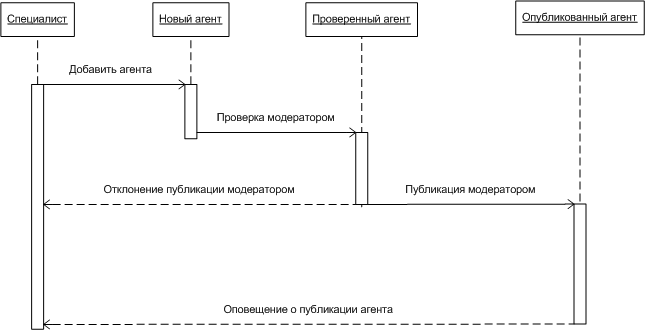 Специалист
Новый агент
Проверенный агент
Опубликованный агент
Добавить агента
Проверка модератором
Отклонение публикации модератором
Публикация модератором
Оповещение о публикации агента